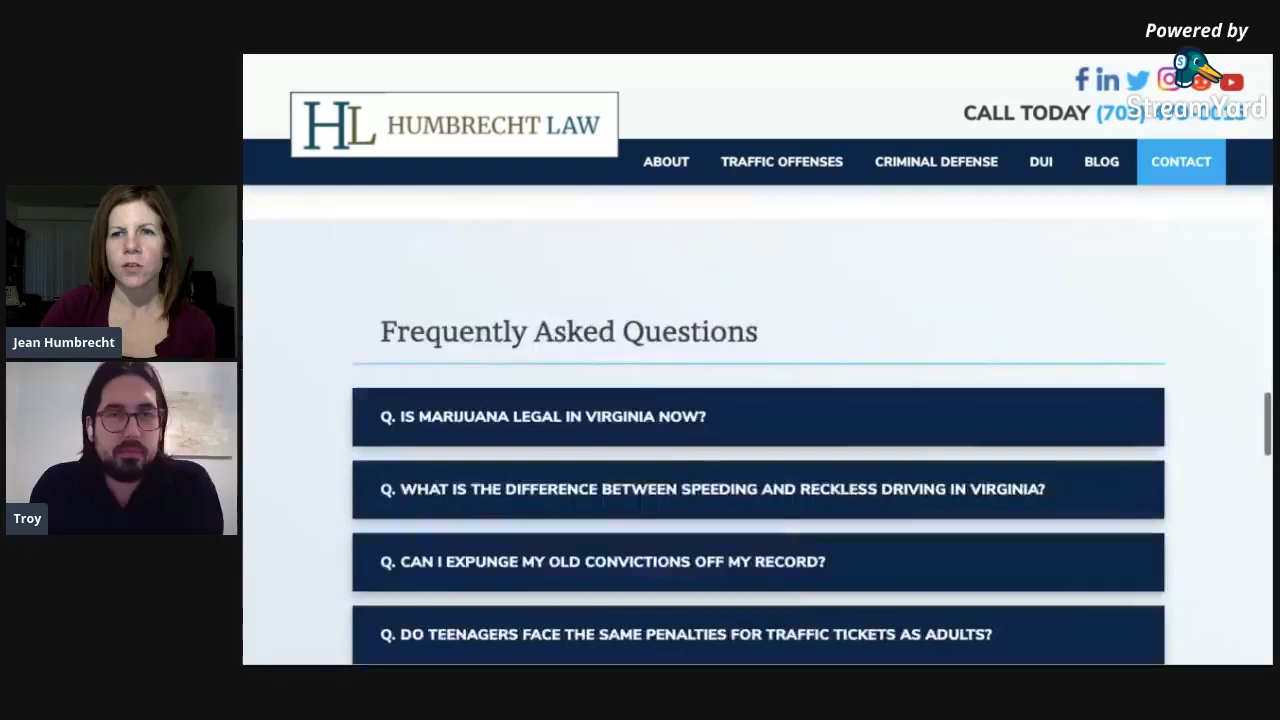 Powered by
StreamYard
HL HUMBRECHT LAW
CALL TODAY
ABOUT TRAFFIC OFFENSES CRIMINAL DEFENSE DUI BLOG CONTACT
Jean Humbrecht
Troy
Frequently Asked Questions
Q. IS MARIJUANA LEGAL IN VIRGINIA NOW?
Q. WHAT IS THE DIFFERENCE BETWEEN SPEEDING AND RECKLESS DRIVING IN VIRGINIA?
Q. CAN I EXPUNGE MY OLD CONVICTIONS OFF MY RECORD?
Q. DO TEENAGERS FACE THE SAME PENALTIES FOR TRAFFIC TICKETS AS ADULTS?